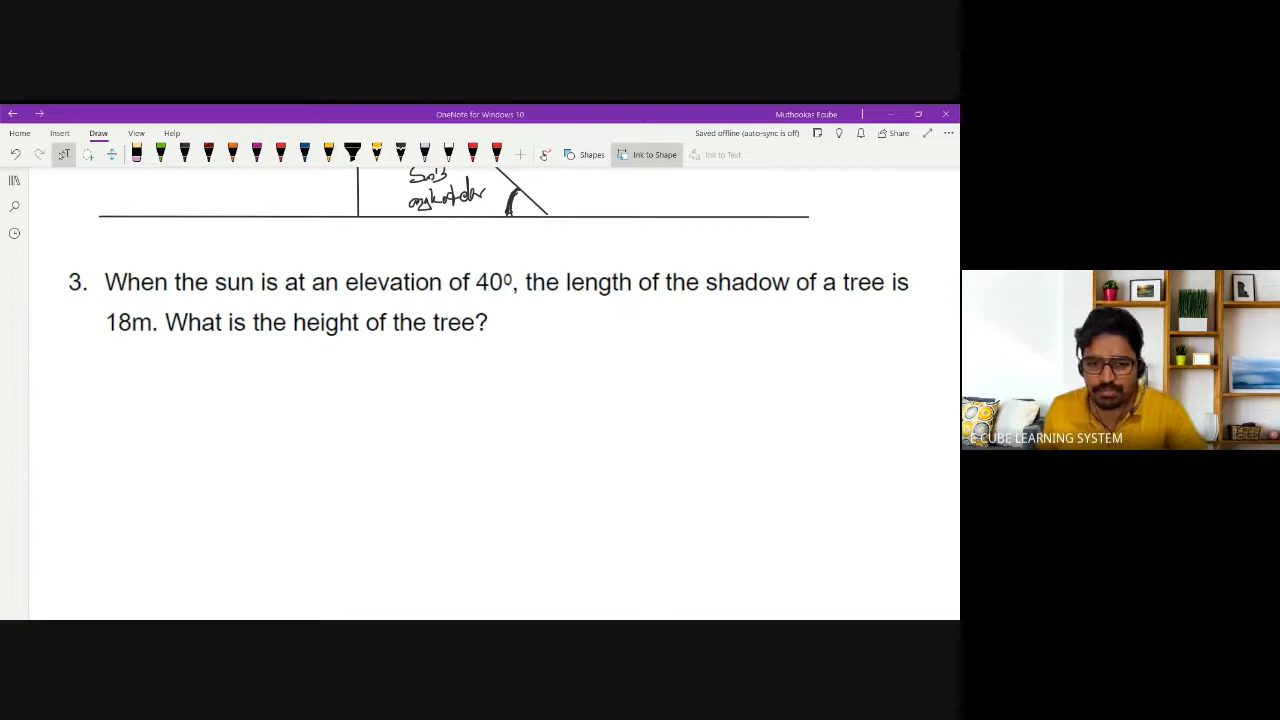 OneNote for Windows 10
Muthookas Ecube
Home Insert Draw View Help
Saved offline (auto-sync is off)
Share
Shapes
Ink to Shape
Ink to Text
3. When the sun is at an elevation of 40⁰, the length of the shadow of a tree is
18m. What is the height of the tree?
CUBE LEARNING SYSTEM